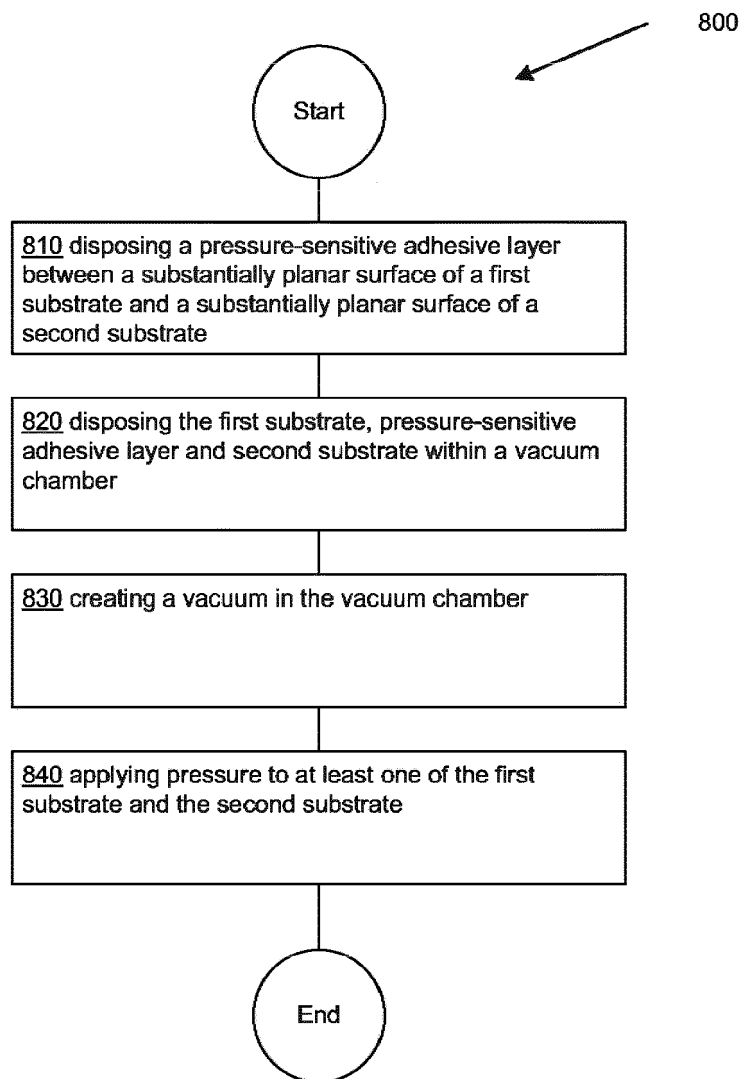 800
Start
810 disposing a pressure-sensitive adhesive layer
between a substantially planar surface of a first
substrate and a substantially planar surface of a
second substrate
820 disposing the first substrate, pressure-sensitive
adhesive layer and second substrate within a vacuum
chamber
830 creating a vacuum in the vacuum chamber
840 applying pressure to at least one of the first
substrate and the second substrate
End